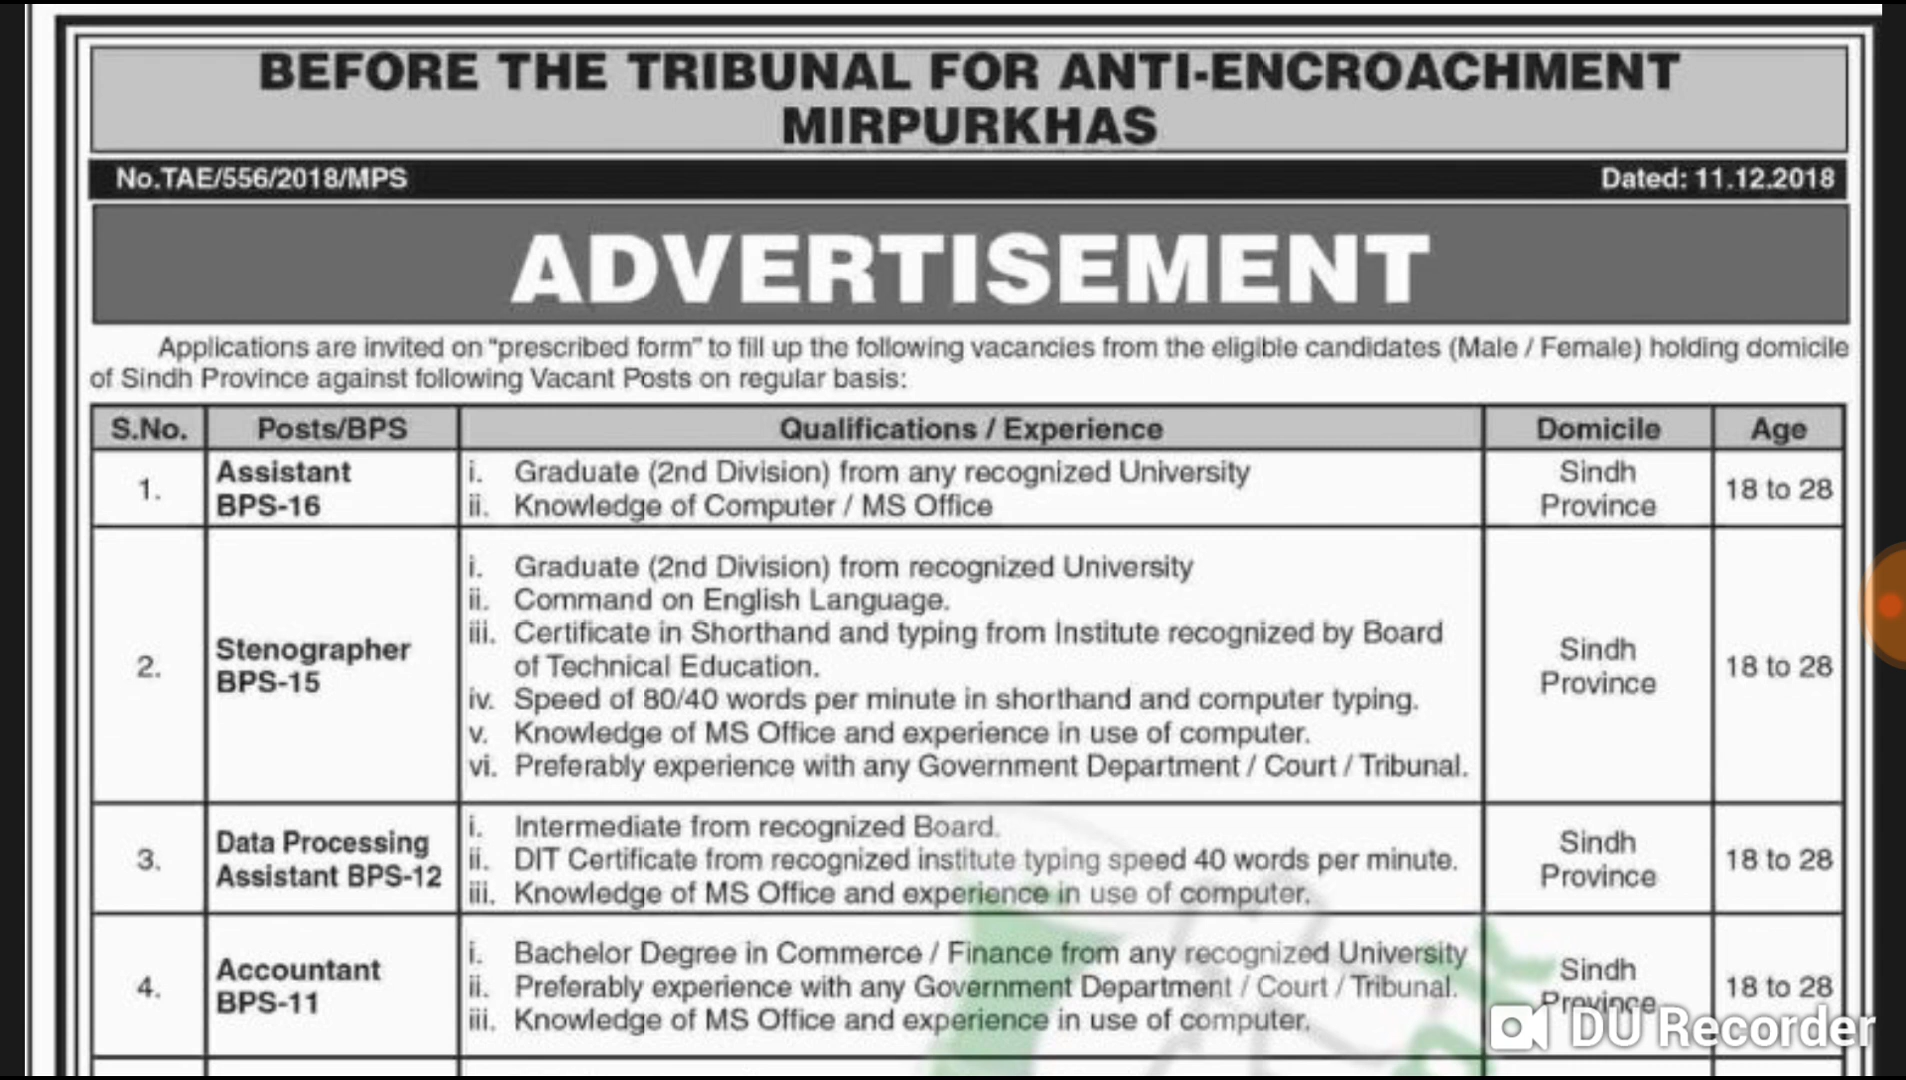 BEFORE THE TRIBUNAL FOR ANTI-ENCROACHMENT
MIRPURKHAS
No.TAE/556/2018/MPS Dated: 11.12.2018
ADVERTISEMENT
Applications are invited on “prescribed form” to fill up the following vacancies from the eligible candidates (Male / Female) holding domicile
of Sindh Province against following Vacant Posts on regular basis:
S.No. Posts/BPS Qualifications / Experience Domicile Age
1. Assistant BPS-16
i. Graduate (2nd Division) from any recognized University
ii. Knowledge of Computer / MS Office
Sindh Province 18 to 28
2. Stenographer BPS-15
i. Graduate (2nd Division) from recognized University
ii. Command on English Language.
iii. Certificate in Shorthand and typing from Institute recognized by Board
of Technical Education.
iv. Speed of 80/40 words per minute in shorthand and computer typing.
v. Knowledge of MS Office and experience in use of computer.
vi. Preferably experience with any Government Department / Court / Tribunal.
Sindh Province 18 to 28
3. Data Processing Assistant BPS-12
i. Intermediate from recognized Board.
ii. DIT Certificate from recognized institute typing speed 40 words per minute.
iii. Knowledge of MS Office and experience in use of computer.
Sindh Province 18 to 28
4. Accountant BPS-11
i. Bachelor Degree in Commerce / Finance from any recognized University
ii. Preferably experience with any Government Department / Court / Tribunal.
iii. Knowledge of MS Office and experience in use of computer.
Sindh Province 18 to 28
DU Recorder